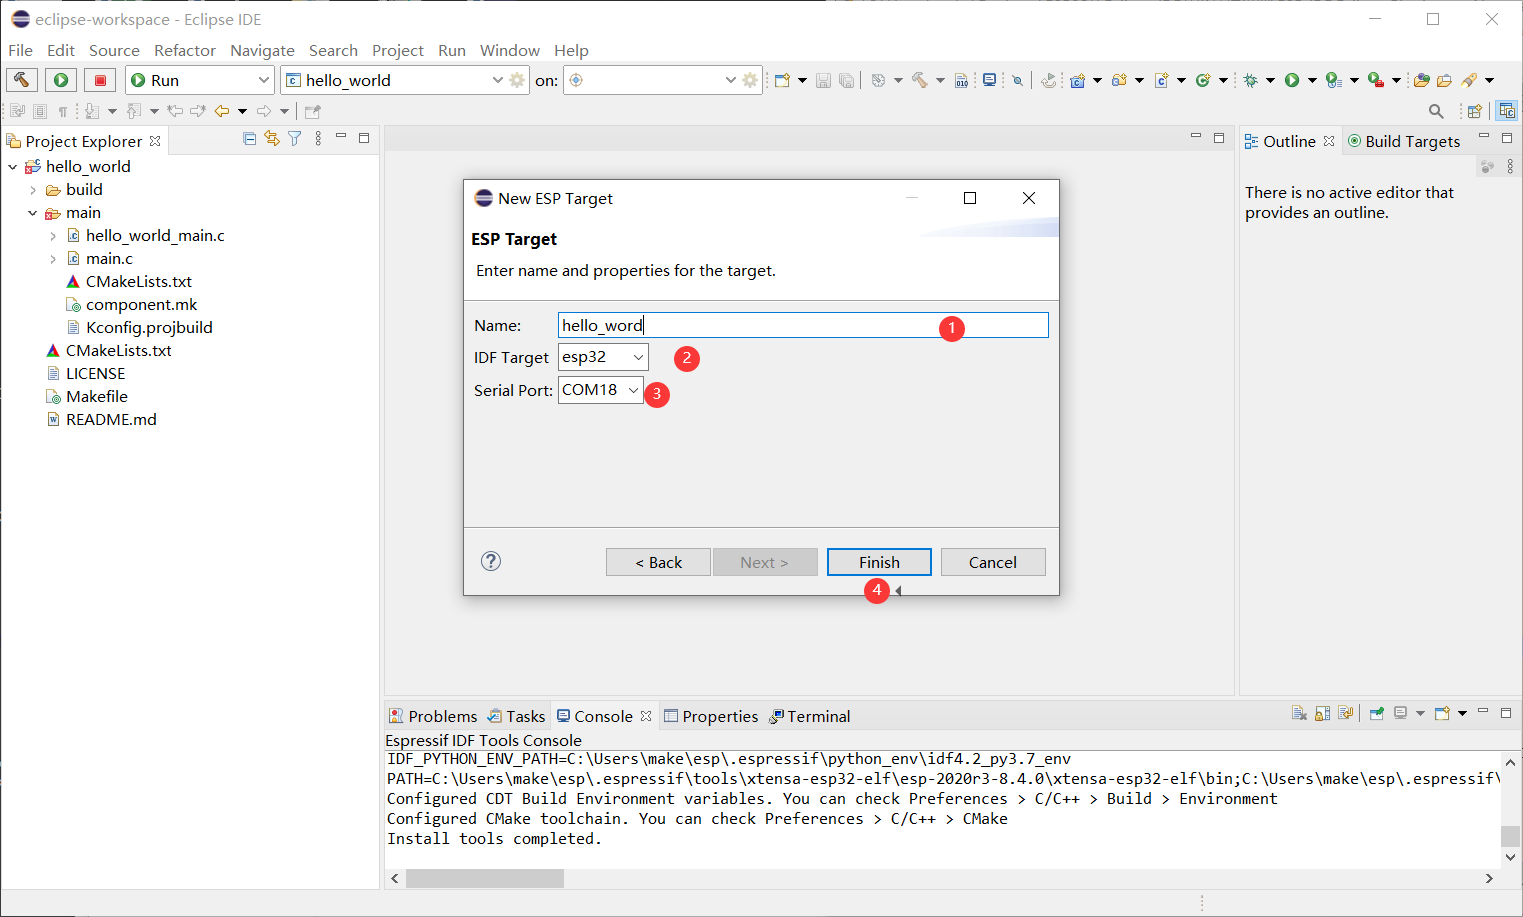 eclipse-workspace - Eclipse IDE
File Edit Source Refactor Navigate Search Project Run Window Help
Run hello_world on:
Project Explorer
hello_world
build
main
hello_world_main.c
main.c
CMakeLists.txt
component.mk
Kconfig.projbuild
CMakeLists.txt
LICENSE
Makefile
README.md
New ESP Target
ESP Target
Enter name and properties for the target.
Name: hello_word 1
IDF Target esp32 2
Serial Port: COM18 3
< Back Next > Finish Cancel
4
Outline Build Targets
There is no active editor that
provides an outline.
Problems Tasks Console Properties Terminal
Espressif IDF Tools Console
IDF_PYTHON_ENV_PATH=C:\Users\make\esp\.espressif\python_env\idf4.2_py3.7_env
PATH=C:\Users\make\esp\.espressif\tools\xtensa-esp32-elf\esp-2020r3-8.4.0\xtensa-esp32-elf\bin;C:\Users\make\esp\.espressif\
Configured CDT Build Environment variables. You can check Preferences > C/C++ > Build > Environment
Configured CMake toolchain. You can check Preferences > C/C++ > CMake
Install tools completed.